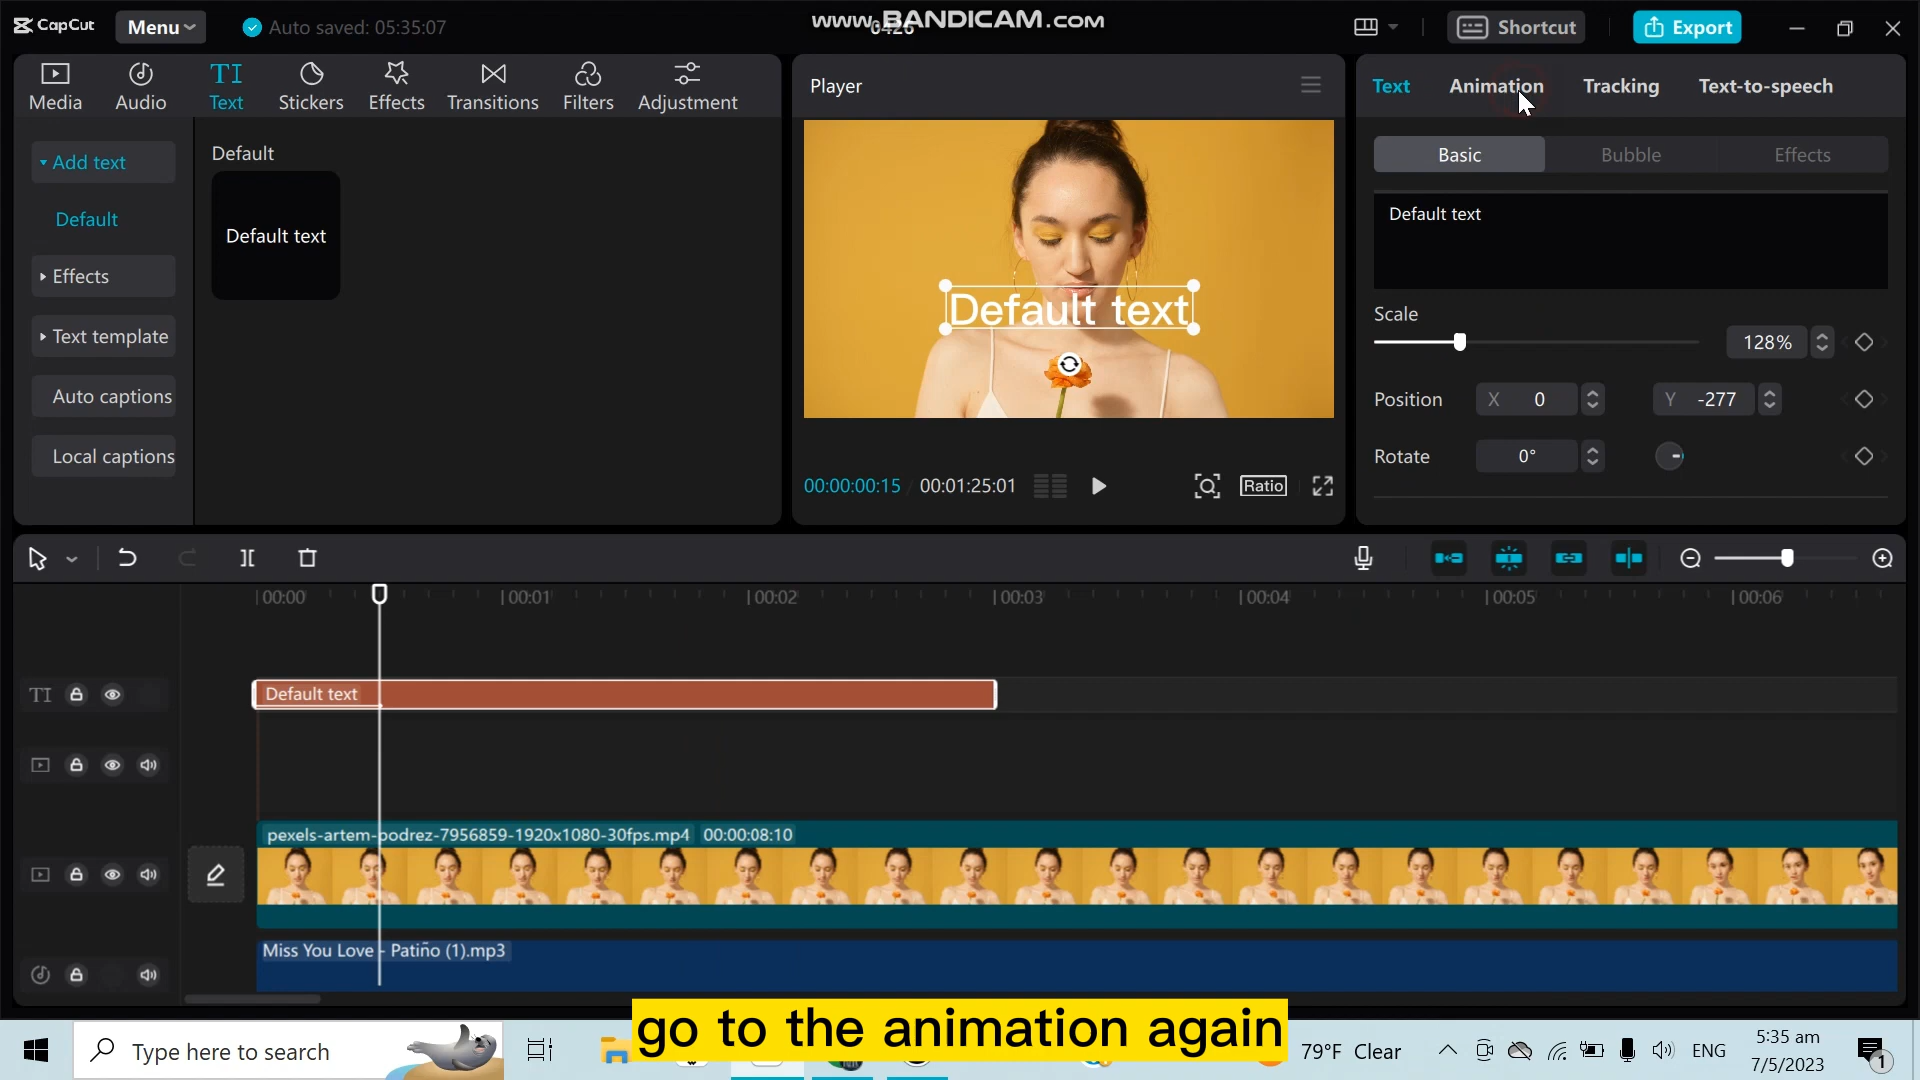 CapCut
Menu
Auto saved: 05:35:07
www.BANDICAM.COM
0426
Shortcut
Export
Media
Audio
TI
Text
Stickers
Effects
Transitions
Filters
Adjustment
Add text
Default
Effects
Text template
Auto captions
Local captions
Default
Default text
Player
Default text
00:00:00:15
00:01:25:01
Ratio
Text
Animation
Tracking
Text-to-speech
Basic
Bubble
Effects
Default text
Scale
128%
Position
X 0
Y -277
Rotate
0°
00:00
00:01
00:02
00:03
00:04
00:05
00:06
TI
Default text
pexels-artem-podrez-7956859-1920x1080-30fps.mp4 00:00:08:10
Miss You Love - Patiño (1).mp3
go to the animation again
Type here to search
79°F Clear
ENG
5:35 am
7/5/2023
1